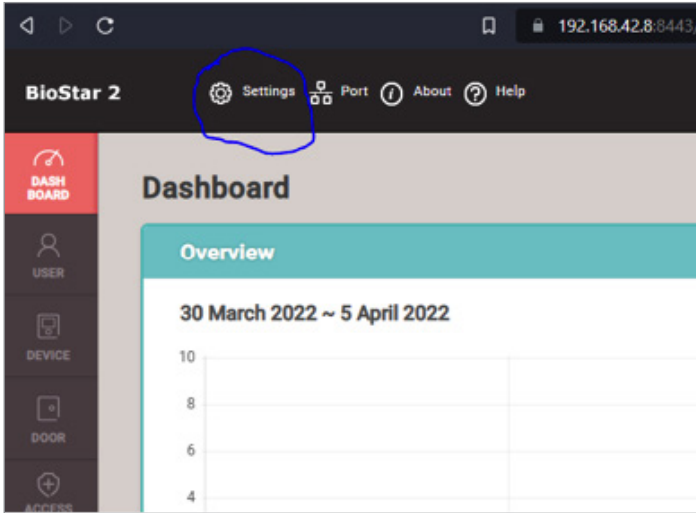 192.168.42.8:8443/
BioStar 2
Settings
Port
About
Help
DASH
BOARD
USER
DEVICE
DOOR
ACCESS
Dashboard
Overview
30 March 2022 ~ 5 April 2022
10
8
6
4